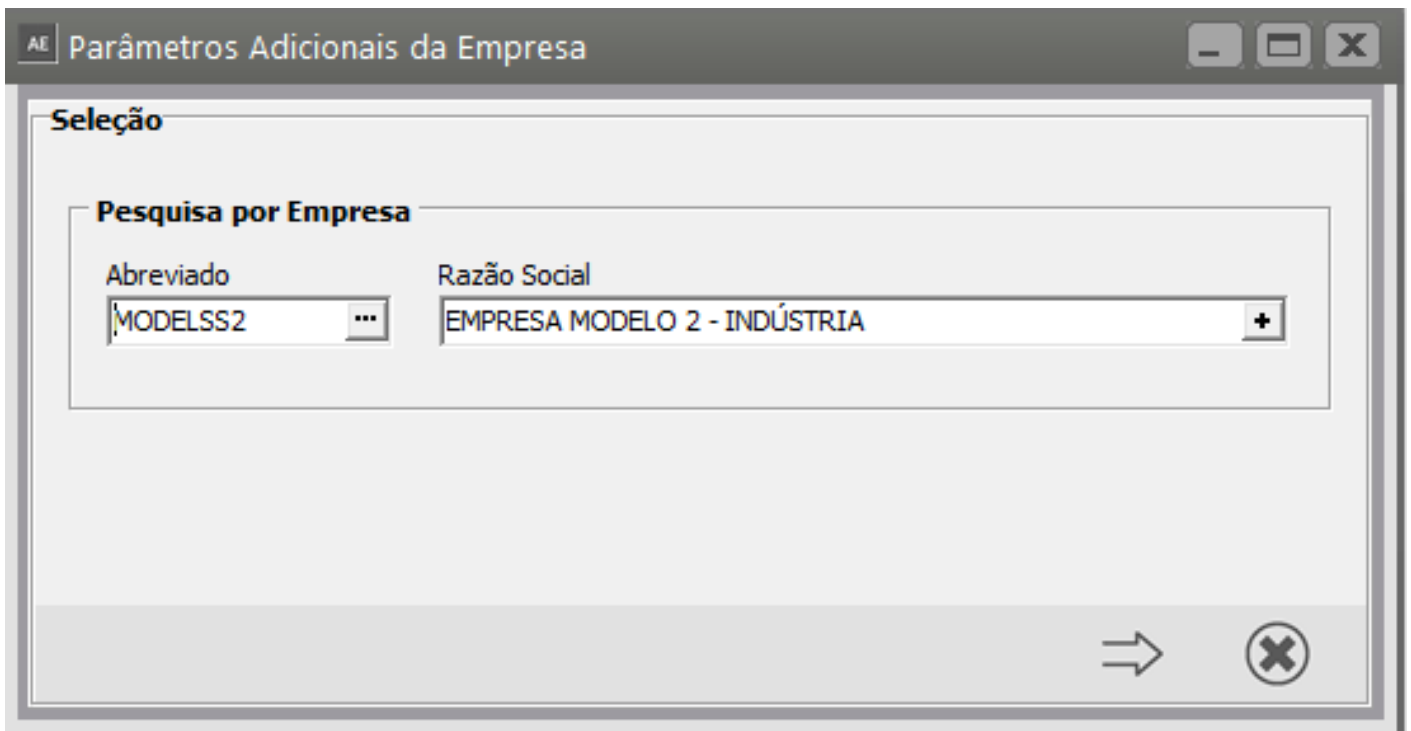 AE Parâmetros Adicionais da Empresa
Seleção
Pesquisa por Empresa
Abreviado Razão Social
MODELSS2 ... EMPRESA MODELO 2 - INDÚSTRIA +